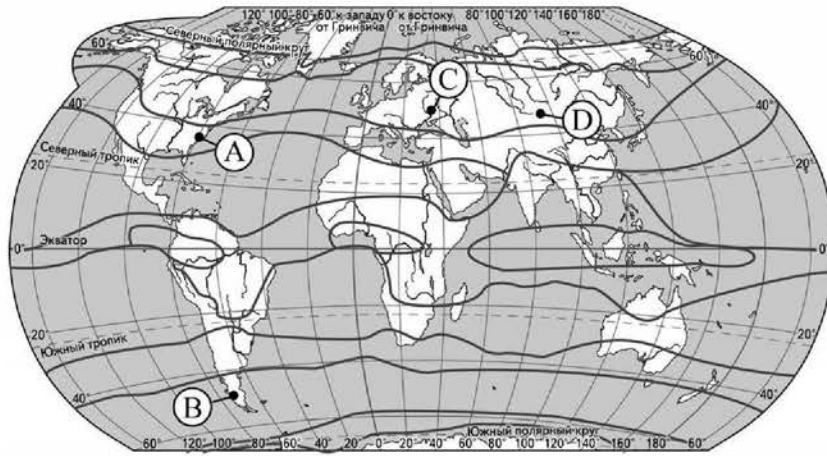 120 100 80 60 40 к западу 0 к востоку 80 100 120 140 160 180
от Гринвича от Гринвича
Северный полярный круг
60° 60°
C
40° 40°
A D
Северный тропик
20° 20°
Экватор
0° 0°
20° 20°
Южный тропик
40° 40°
B
Южный полярный круг
60° 120° 100° 80° 60° 40° 20° 0 20° 40° 60° 80° 100° 120° 140° 160° 180° 60°